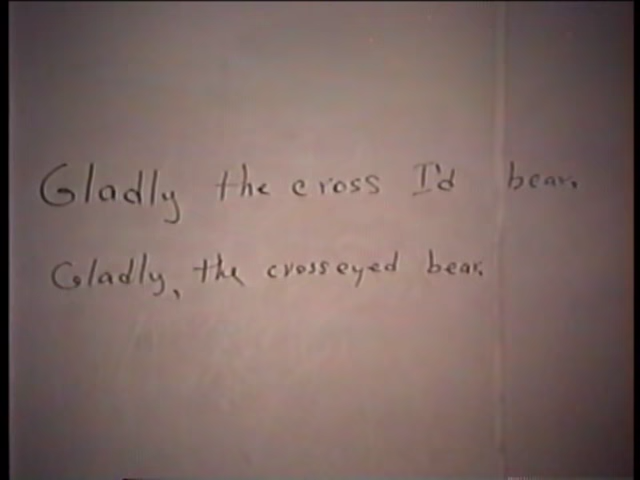 Gladly the cross I'd bear.
Gladly, the crosseyed bear.